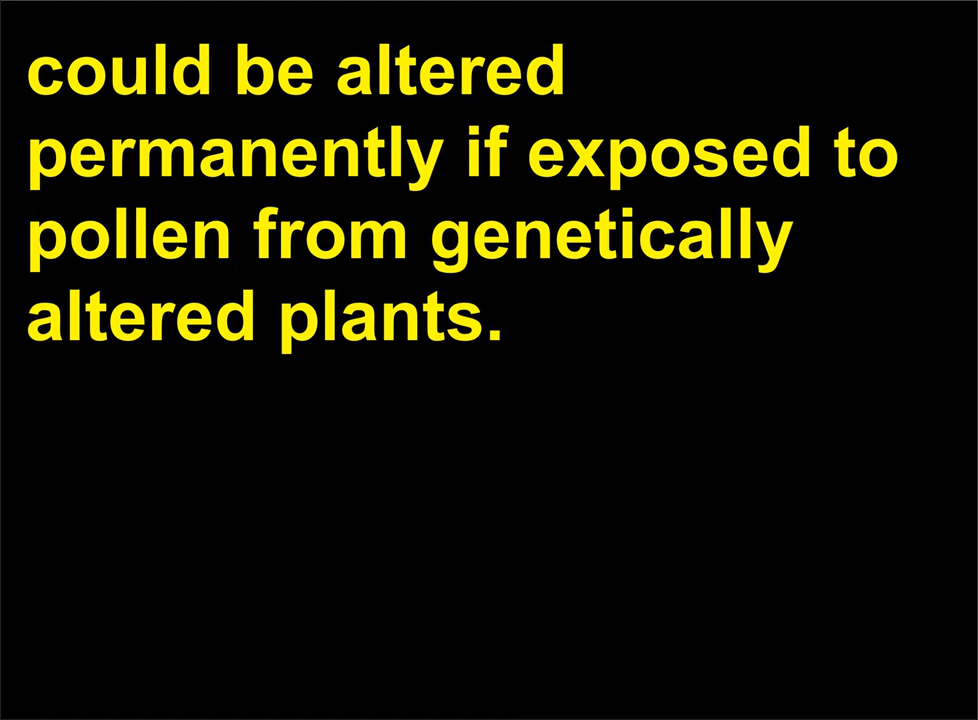 could be altered
permanently if exposed to
pollen from genetically
altered plants.